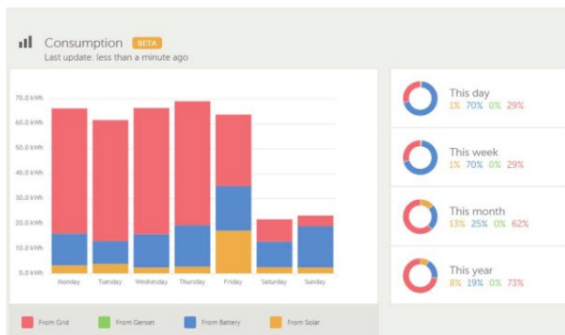 Consumption BETA
Last update: less than a minute ago
70.0 kWh
60.0 kWh
50.0 kWh
40.0 kWh
30.0 kWh
20.0 kWh
10.0 kWh
0.0 kWh
Monday Tuesday Wednesday Thursday Friday Saturday Sunday
From Grid From Genset From Battery From Solar
This day
1% 70% 0% 29%
This week
1% 70% 0% 29%
This month
13% 25% 0% 62%
This year
8% 19% 0% 73%